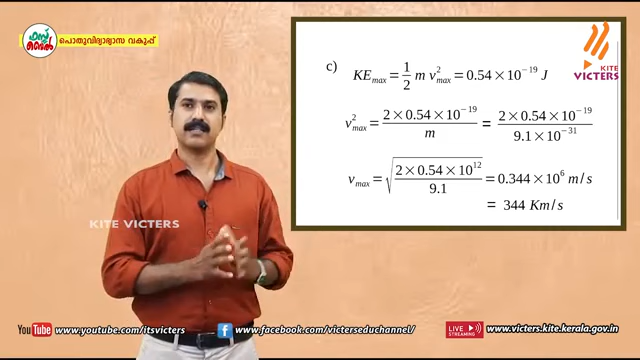 ഫസ്റ്റ് ബെൽ
പൊതുവിദ്യാഭ്യാസ വകുപ്പ്
KITE VICTERS
c) KE_max = 1/2 m v²_max = 0.54×10⁻¹⁹ J
v²_max = 2×0.54×10⁻¹⁹/m = 2×0.54×10⁻¹⁹/9.1×10⁻³¹
v_max = √(2×0.54×10¹²/9.1) = 0.344×10⁶ m/s
= 344 Km/s
KITE VICTERS
YouTube www.youtube.com/itsvicters
f www.facebook.com/victerseduchannel/
LIVE STREAMING www.victers.kite.kerala.gov.in